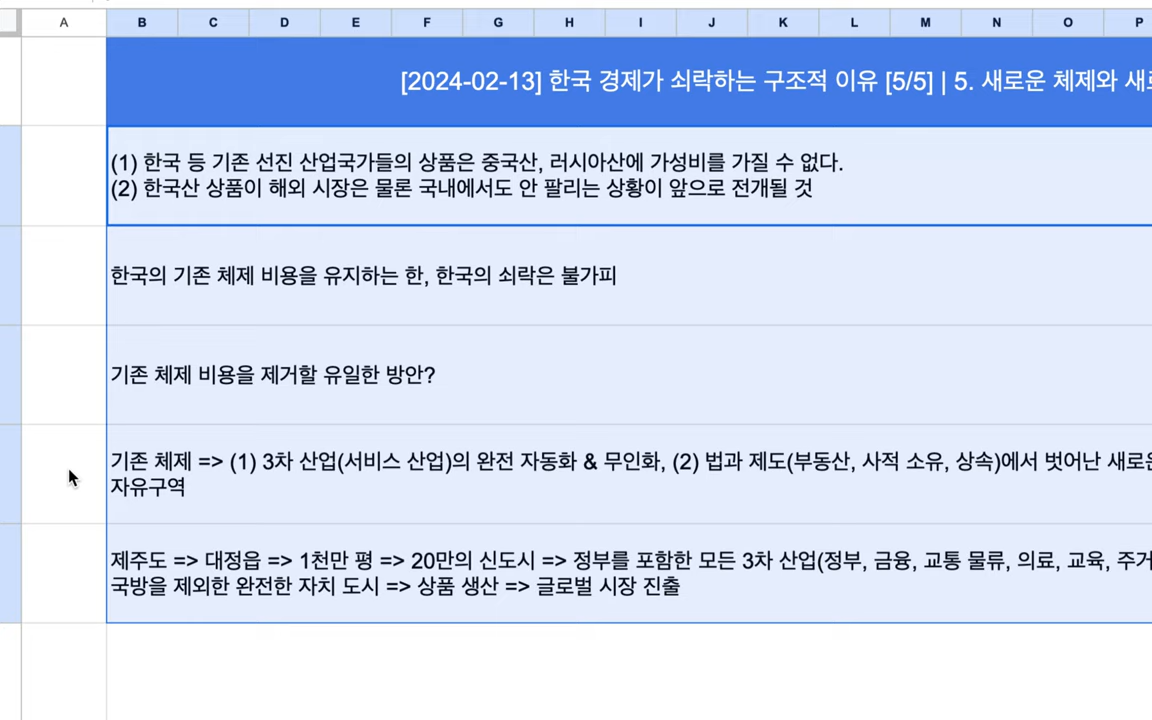 A B C D E F G H I J K L M N O P
[2024-02-13] 한국 경제가 쇠락하는 구조적 이유 [5/5] | 5. 새로운 체제와
(1) 한국 등 기존 선진 산업국가들의 상품은 중국산, 러시아산에 가성비를 가질 수 없다.
(2) 한국산 상품이 해외 시장은 물론 국내에서도 안 팔리는 상황이 앞으로 전개될 것
한국의 기존 체제 비용을 유지하는 한, 한국의 쇠락은 불가피
기존 체제 비용을 제거할 유일한 방안?
기존 체제 => (1) 3차 산업(서비스 산업)의 완전 자동화 & 무인화, (2) 법과 제도(부동산, 사적 소유, 상속)에서 벗어난
자유구역
제주도 => 대정읍 => 1천만 평 => 20만의 신도시 => 정부를 포함한 모든 3차 산업(정부, 금융, 교통 물류, 의료, 교육, 주거
국방을 제외한 완전한 자치 도시 => 상품 생산 => 글로벌 시장 진출